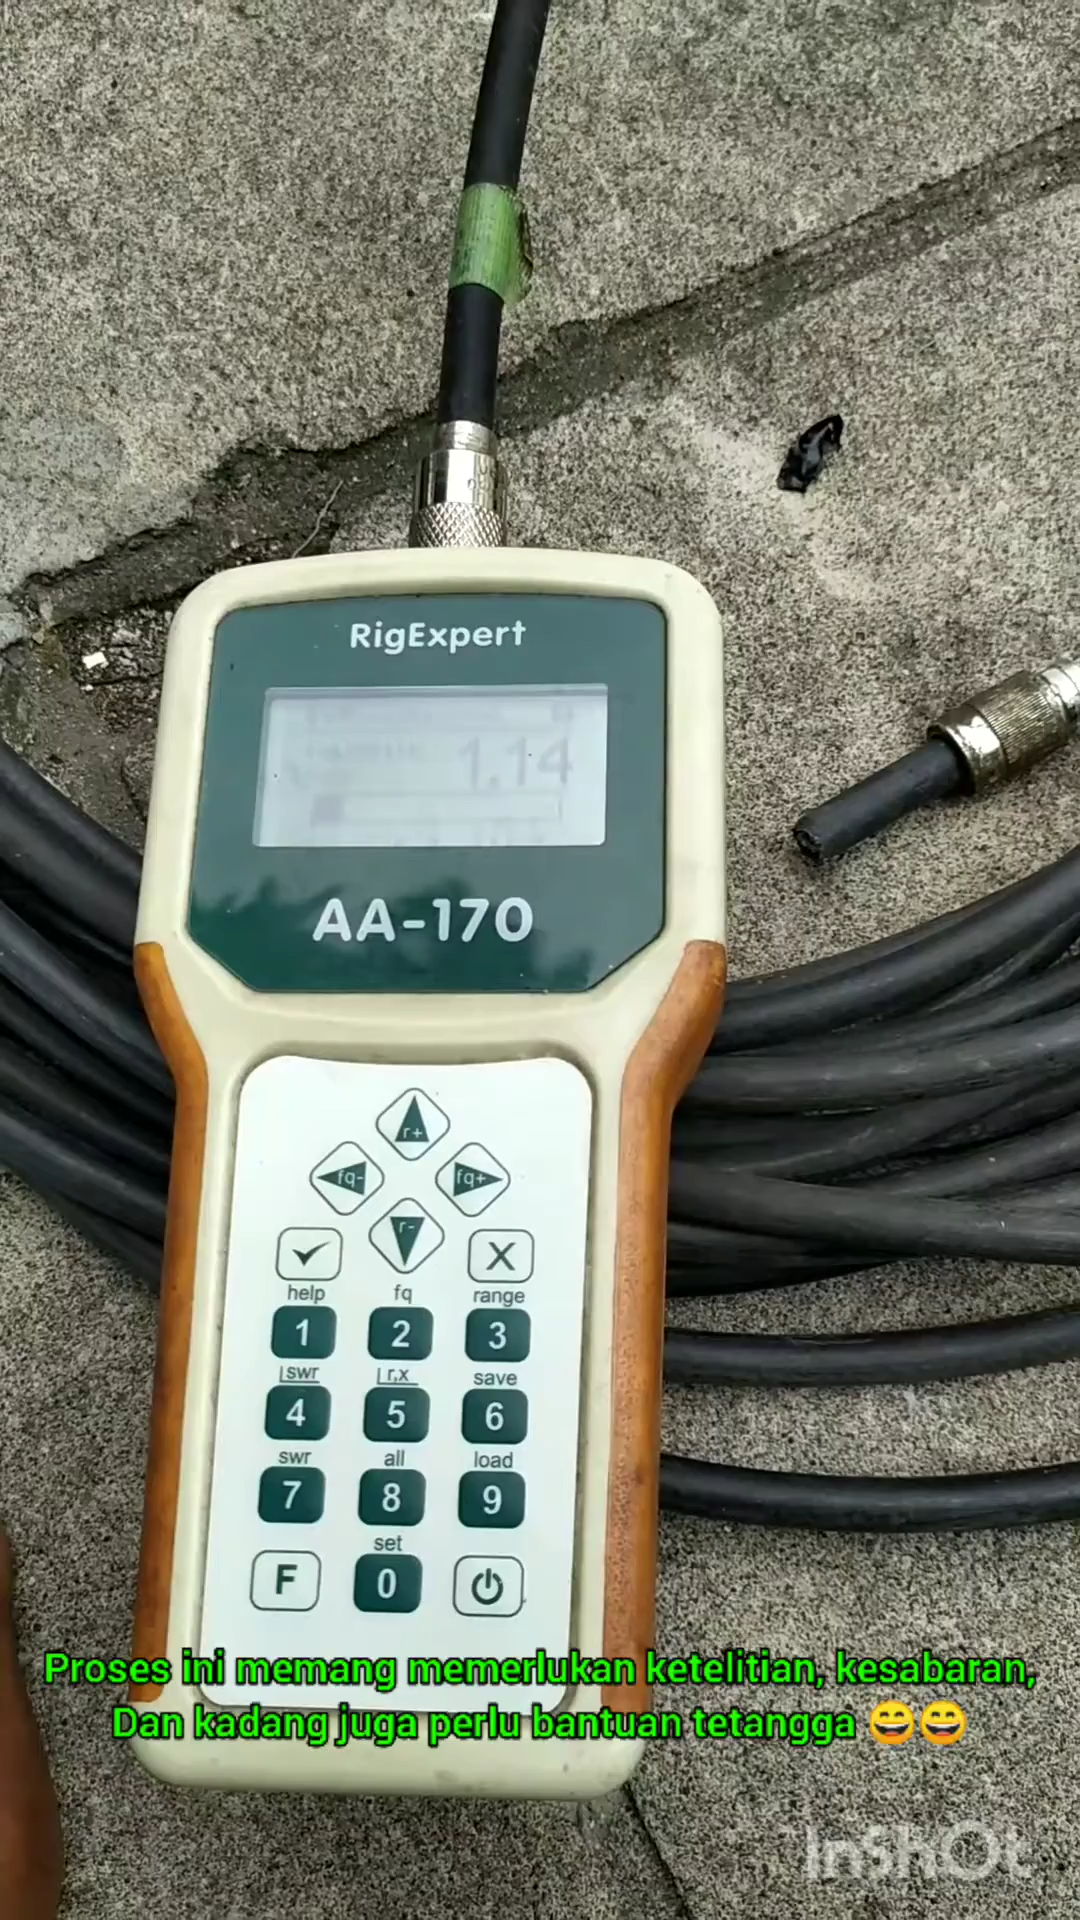 RigExpert
1.14
AA-170
r+
fq- fq+
r-
X
help fq range
1 2 3
swr r,x save
4 5 6
swr all load
7 8 9
set
F 0
Proses ini memang memerlukan ketelitian, kesabaran,
Dan kadang juga perlu bantuan tetangga 😄😄
InShOt